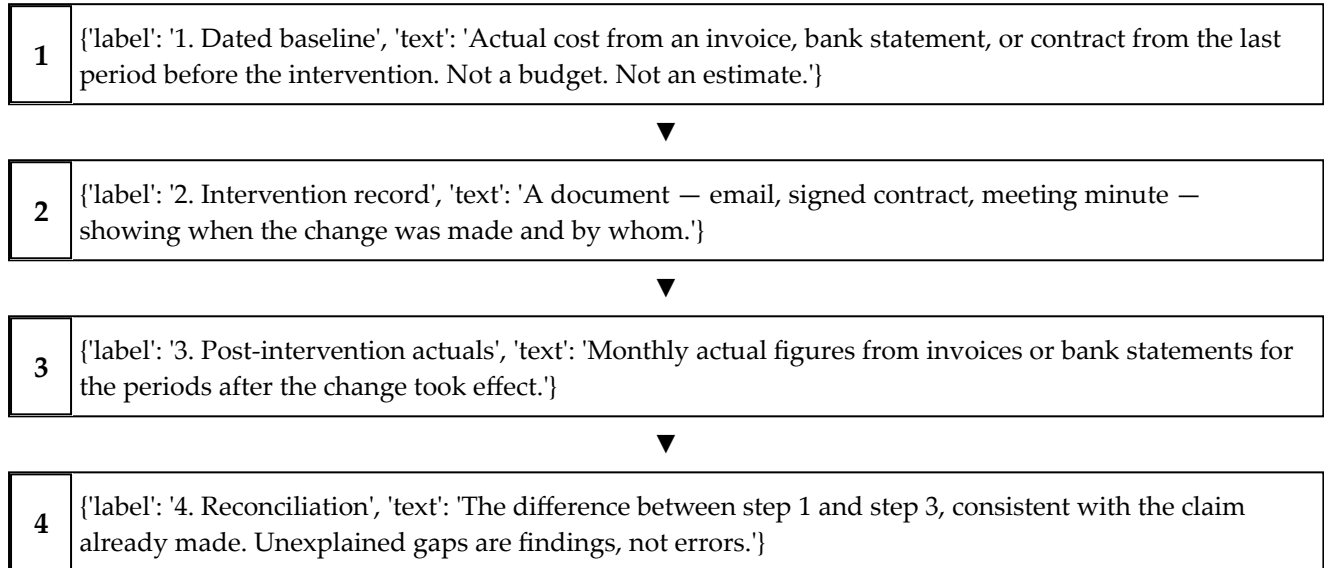 1
{'label': '1. Dated baseline', 'text': 'Actual cost from an invoice, bank statement, or contract from the last
period before the intervention. Not a budget. Not an estimate.'}
▼
2
{'label': '2. Intervention record', 'text': 'A document — email, signed contract, meeting minute —
showing when the change was made and by whom.'}
▼
3
{'label': '3. Post-intervention actuals', 'text': 'Monthly actual figures from invoices or bank statements for
the periods after the change took effect.'}
▼
4
{'label': '4. Reconciliation', 'text': 'The difference between step 1 and step 3, consistent with the claim
already made. Unexplained gaps are findings, not errors.'}